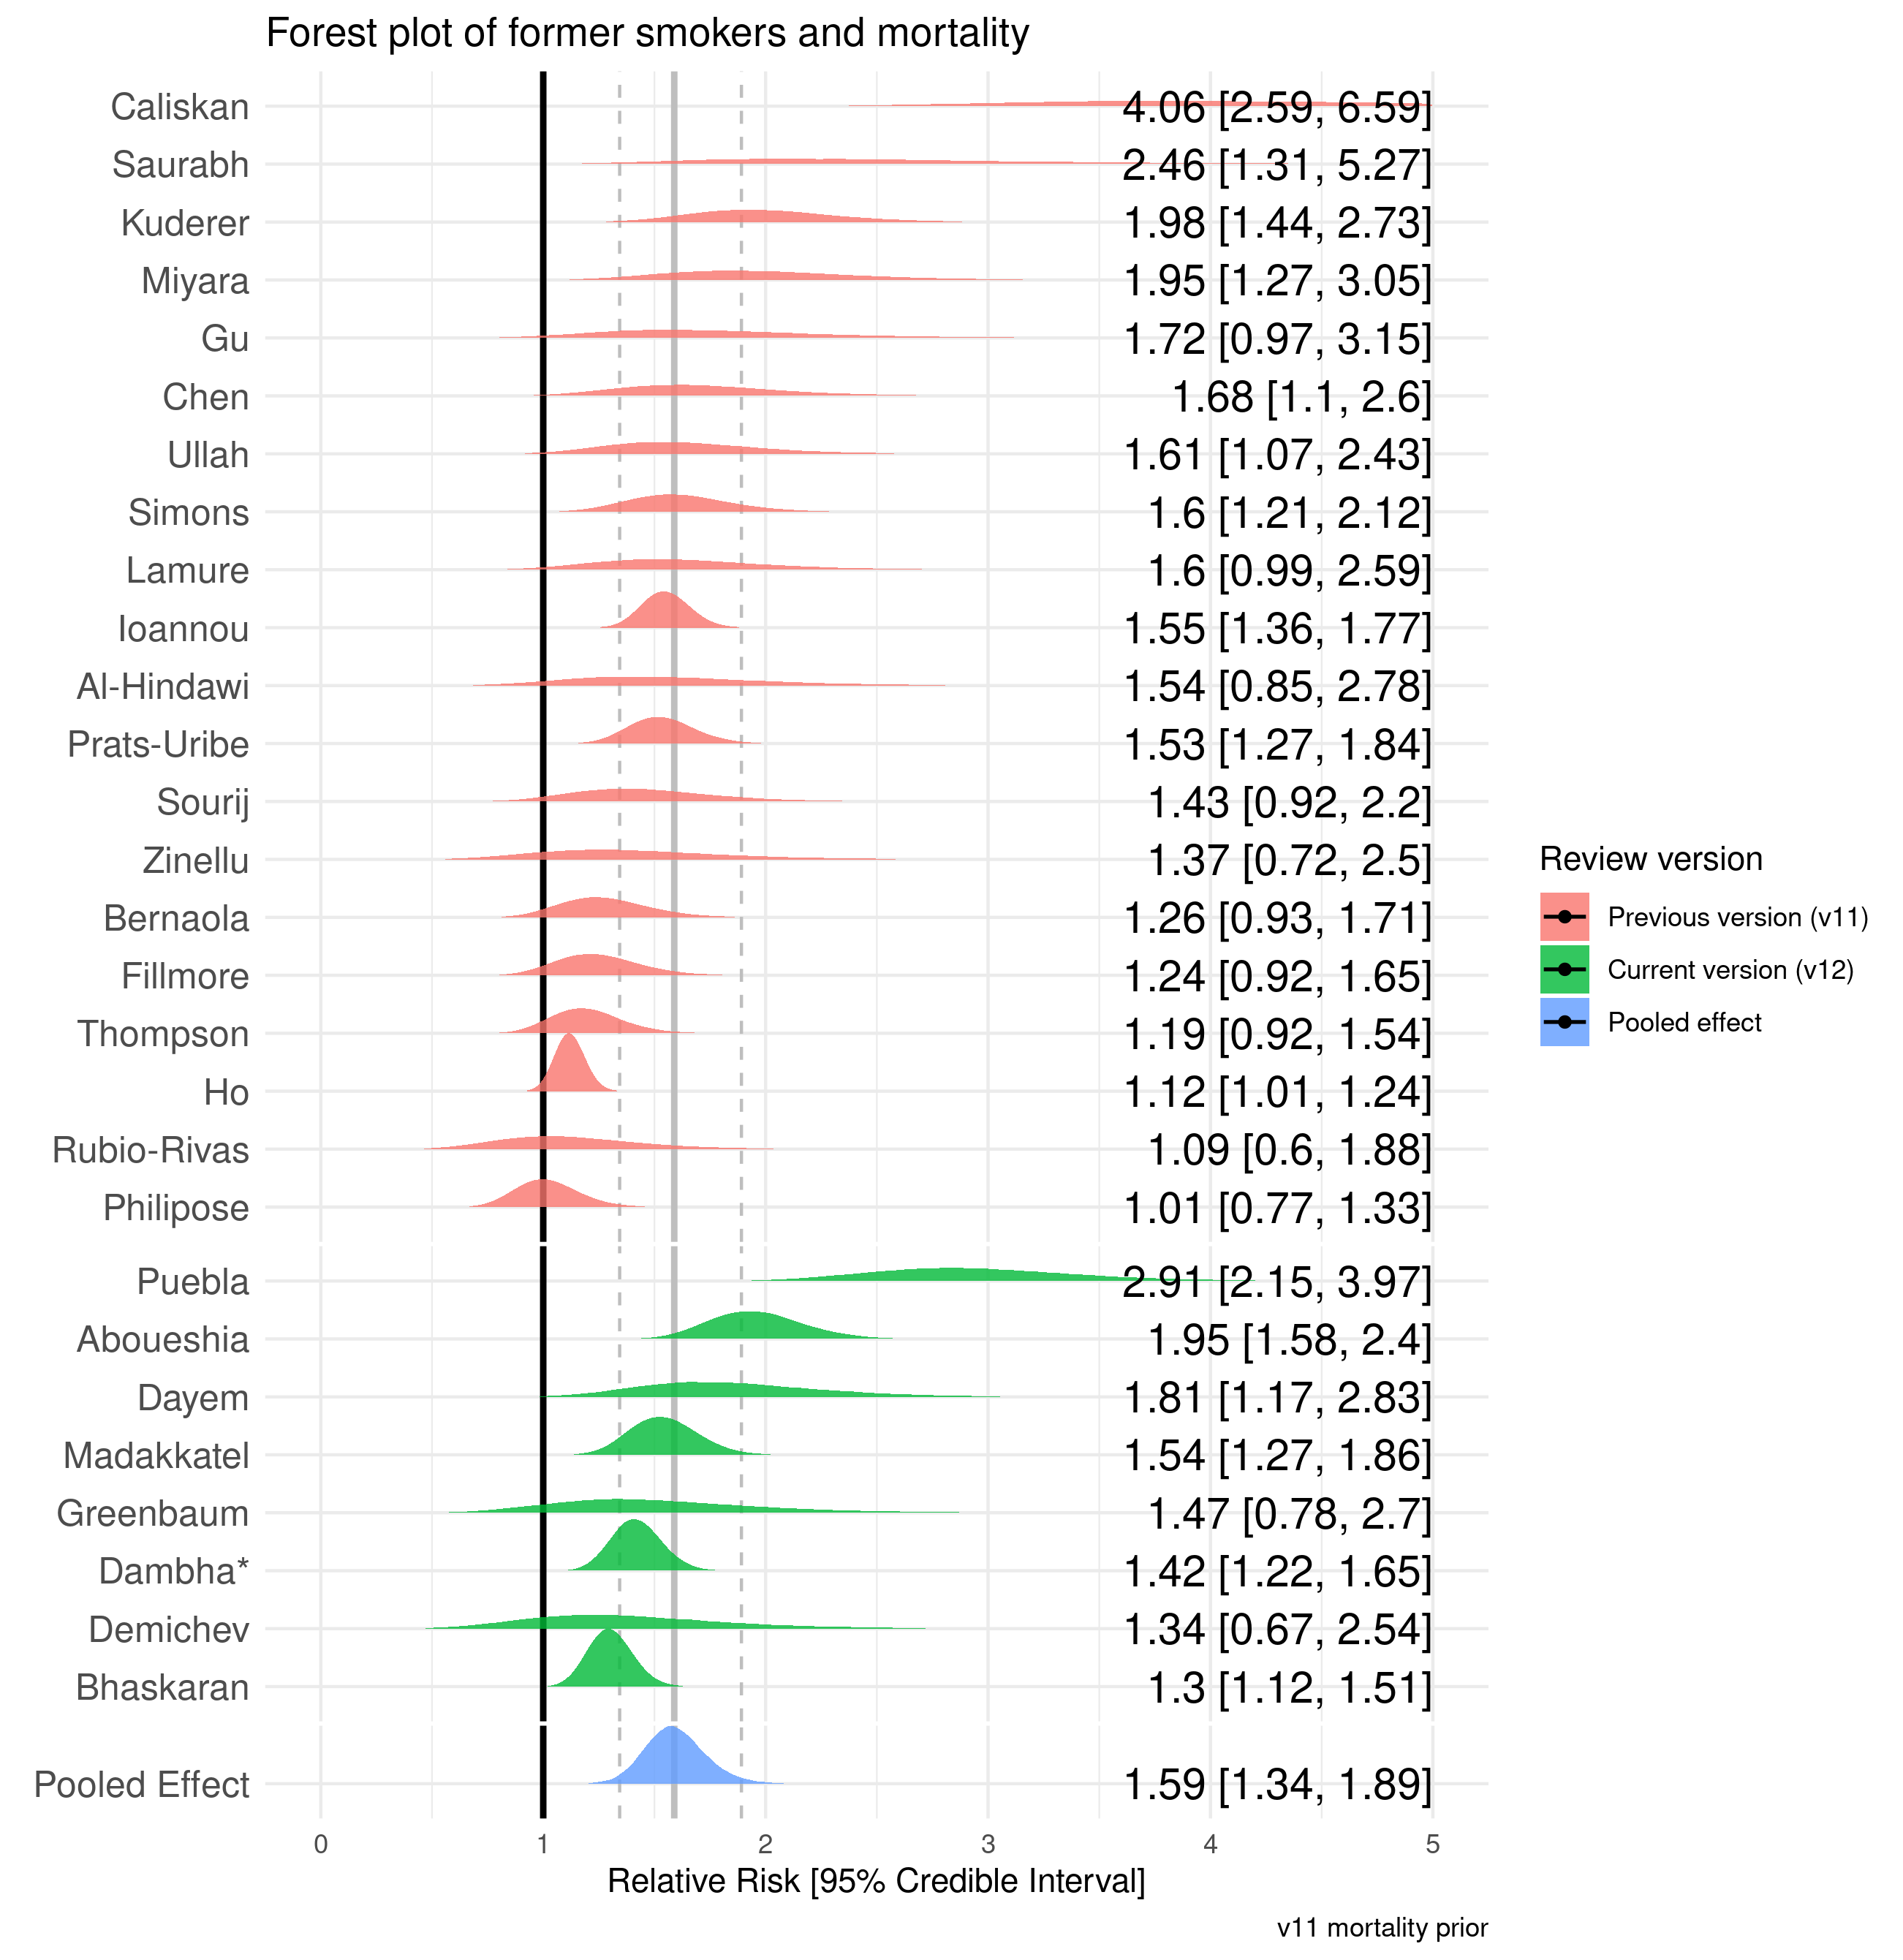 Forest plot of former smokers and mortality
Caliskan 4.06 [2.59, 6.59]
Saurabh 2.46 [1.31, 5.27]
Kuderer 1.98 [1.44, 2.73]
Miyara 1.95 [1.27, 3.05]
Gu 1.72 [0.97, 3.15]
Chen 1.68 [1.1, 2.6]
Ullah 1.61 [1.07, 2.43]
Simons 1.6 [1.21, 2.12]
Lamure 1.6 [0.99, 2.59]
Ioannou 1.55 [1.36, 1.77]
Al-Hindawi 1.54 [0.85, 2.78]
Prats-Uribe 1.53 [1.27, 1.84]
Sourij 1.43 [0.92, 2.2]
Zinellu 1.37 [0.72, 2.5]
Bernaola 1.26 [0.93, 1.71]
Fillmore 1.24 [0.92, 1.65]
Thompson 1.19 [0.92, 1.54]
Ho 1.12 [1.01, 1.24]
Rubio-Rivas 1.09 [0.6, 1.88]
Philipose 1.01 [0.77, 1.33]
Puebla 2.91 [2.15, 3.97]
Aboueshia 1.95 [1.58, 2.4]
Dayem 1.81 [1.17, 2.83]
Madakkatel 1.54 [1.27, 1.86]
Greenbaum 1.47 [0.78, 2.7]
Dambha* 1.42 [1.22, 1.65]
Demichev 1.34 [0.67, 2.54]
Bhaskaran 1.3 [1.12, 1.51]
Pooled Effect 1.59 [1.34, 1.89]
0 1 2 3 4 5
Relative Risk [95% Credible Interval]
v11 mortality prior
Review version
Previous version (v11)
Current version (v12)
Pooled effect